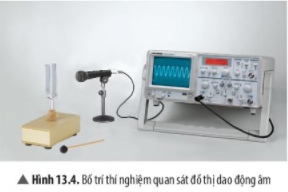 ▲ Hình 13.4. Bố trí thí nghiệm quan sát đồ thị dao động âm